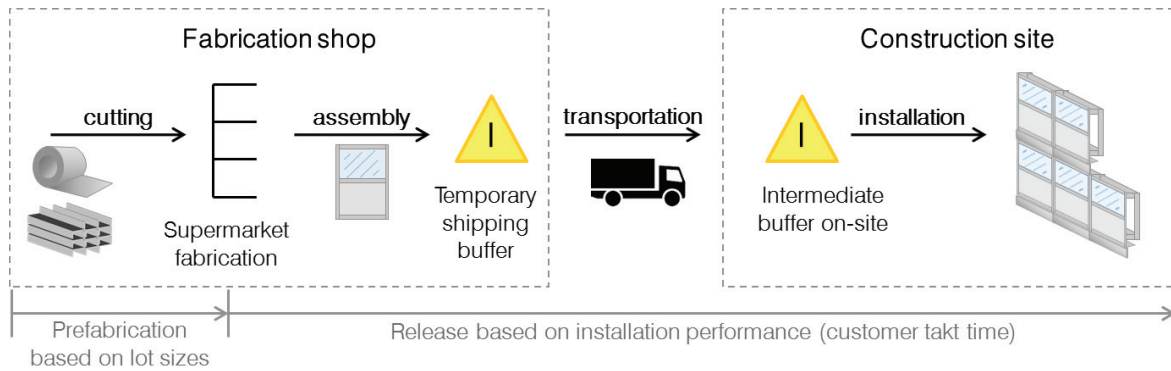 Fabrication shop
Construction site
cutting
assembly
transportation
installation
I
I
Supermarket
fabrication
Temporary
shipping
buffer
Intermediate
buffer on-site
Prefabrication
based on lot sizes
Release based on installation performance (customer takt time)